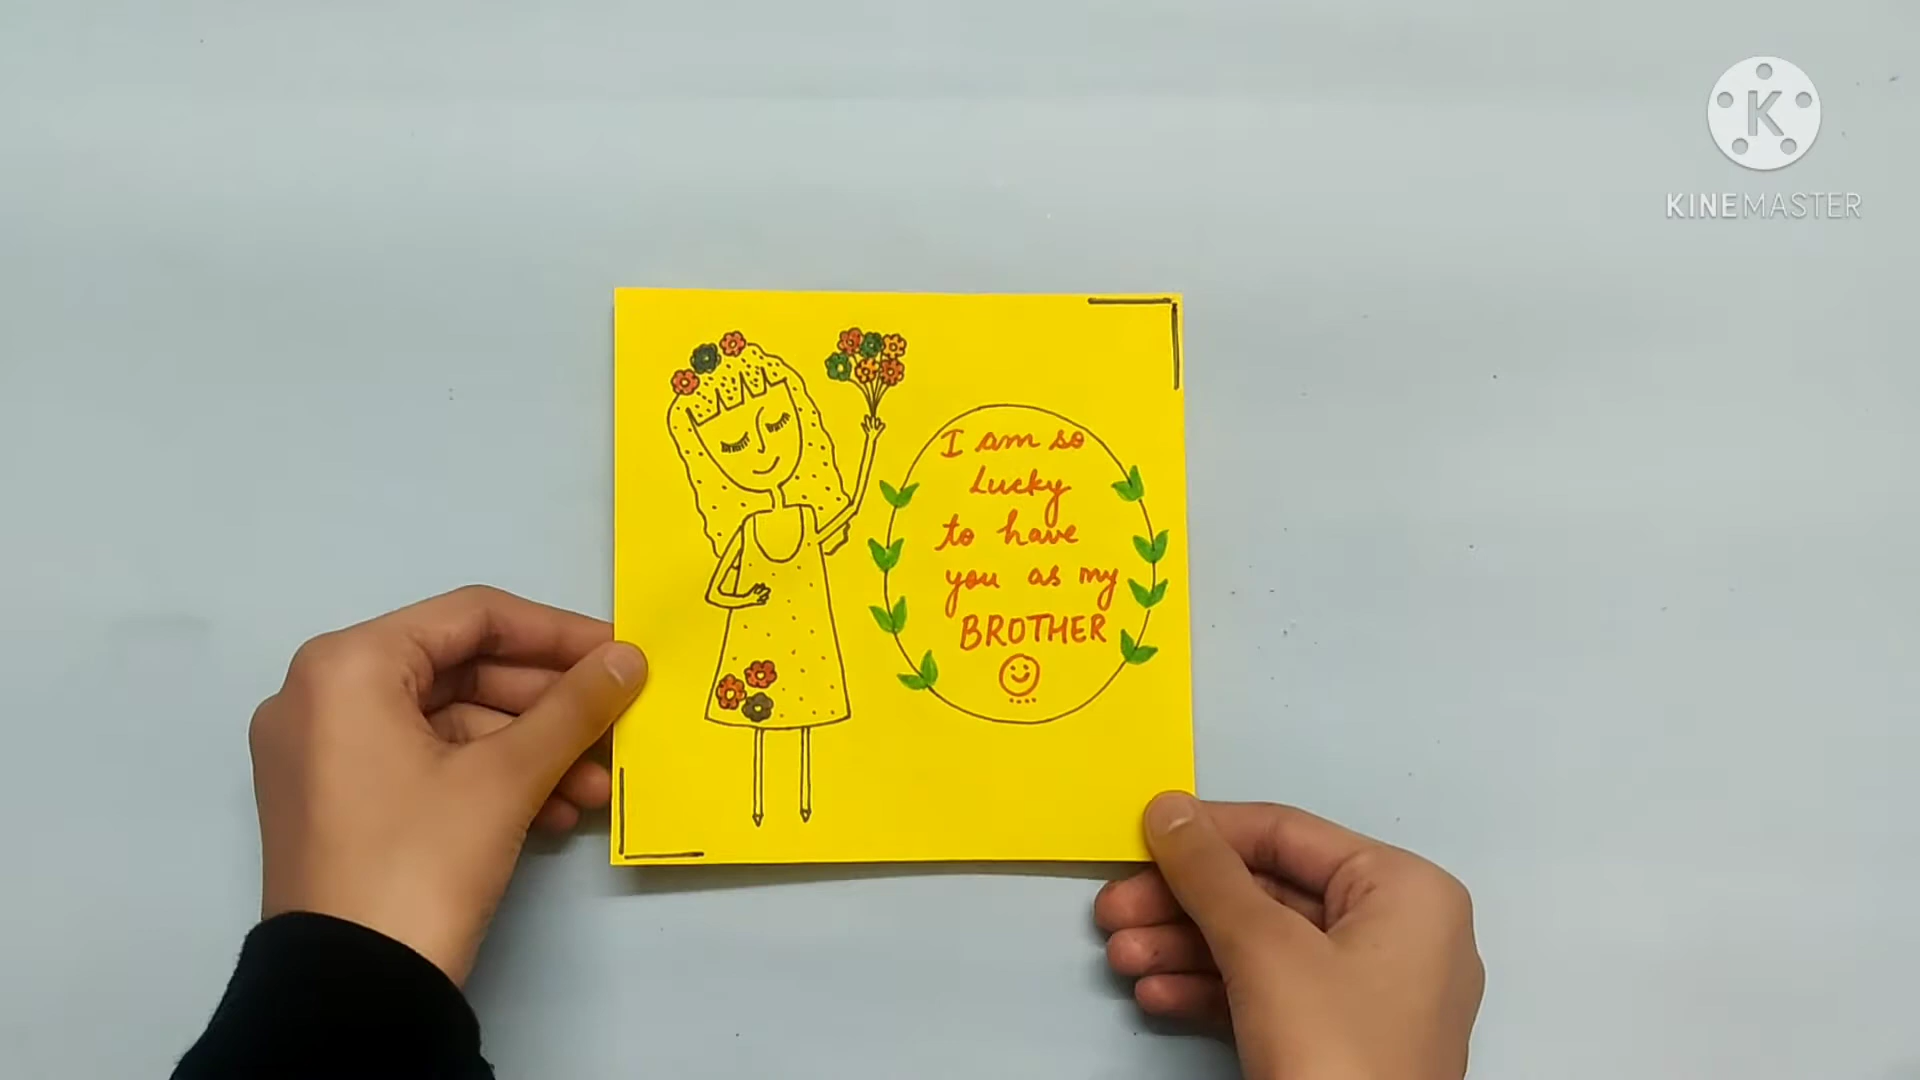 K
KINEMASTER
I am so
Lucky
to have
you as my
BROTHER